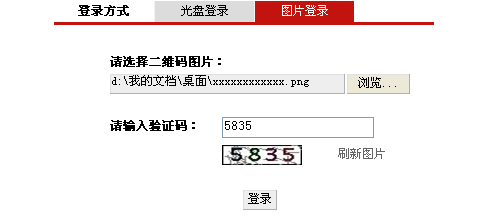 登录方式 光盘登录 图片登录
请选择二维码图片：
d:\我的文档\桌面\xxxxxxxxxxxx.png 浏览...
请输入验证码： 5835
5835 刷新图片
登录